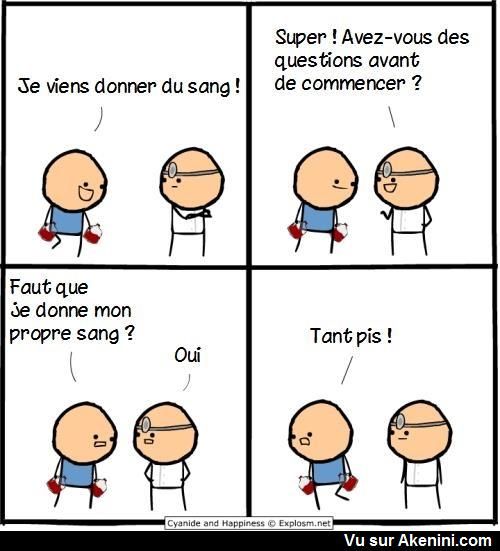 Je viens donner du sang !
Super ! Avez-vous des
questions avant
de commencer ?
Faut que
je donne mon
propre sang ?
Oui
Tant pis !
Cyanide and Happiness © Explosm.net
Vu sur Akenini.com